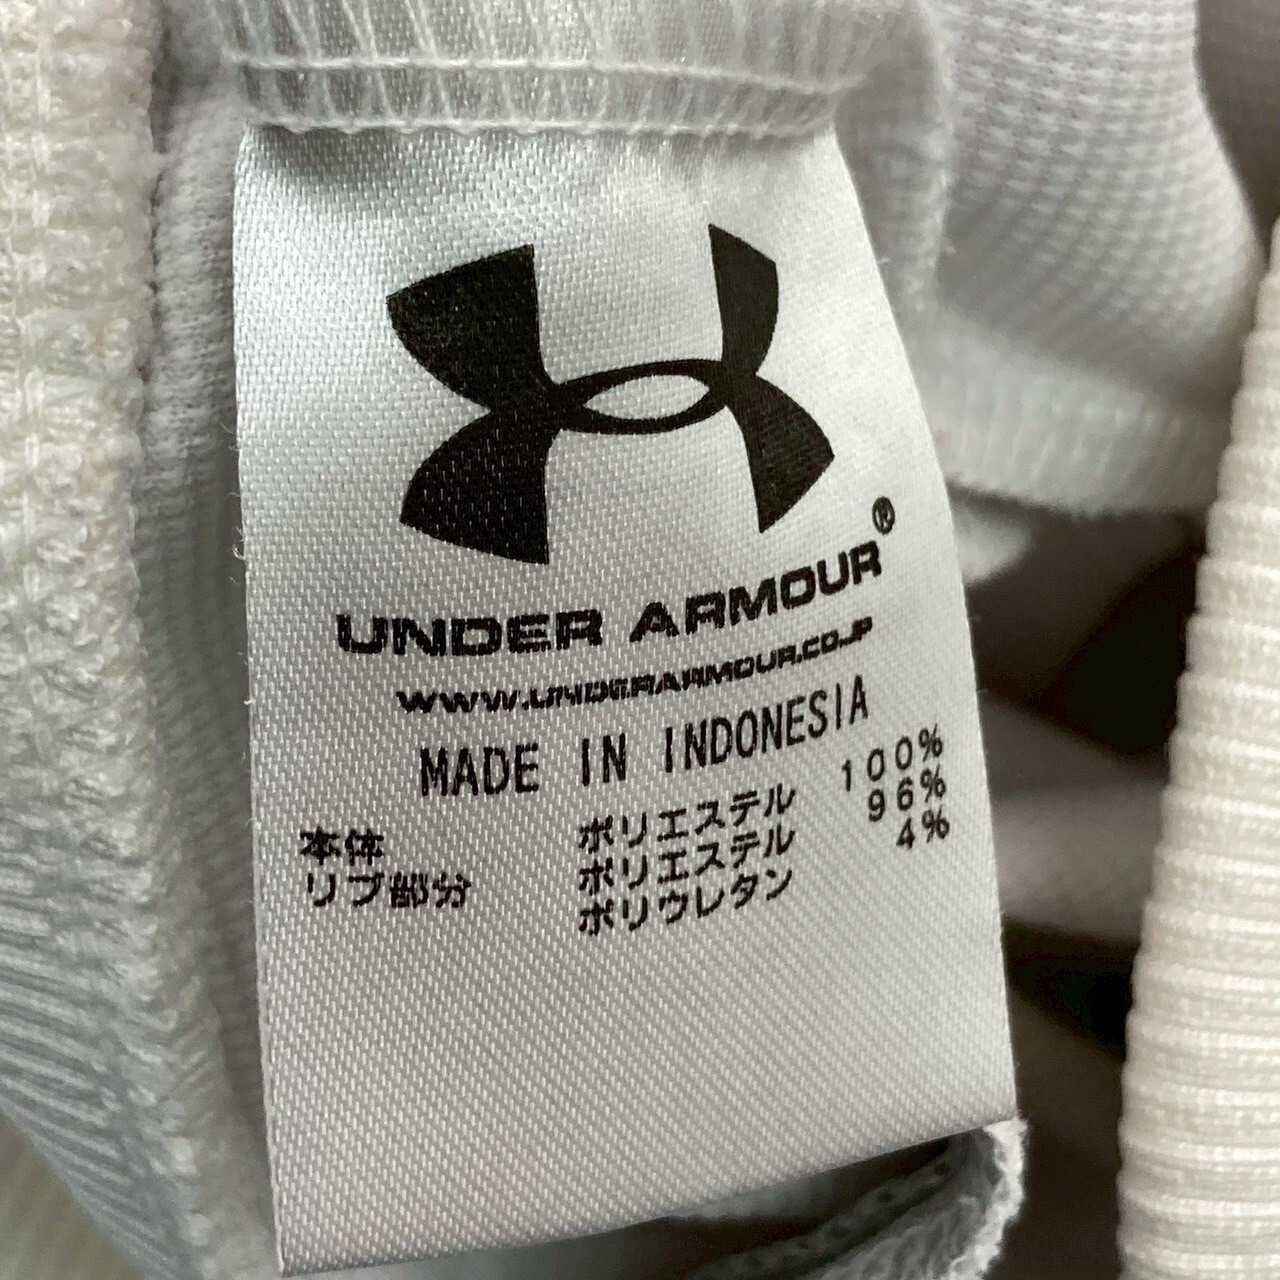 UNDER ARMOUR®
WWW.UNDERARMOUR.CO.JP
MADE IN INDONESIA
本体 ポリエステル 100%
リブ部分 ポリエステル 96%
ポリウレタン 4%